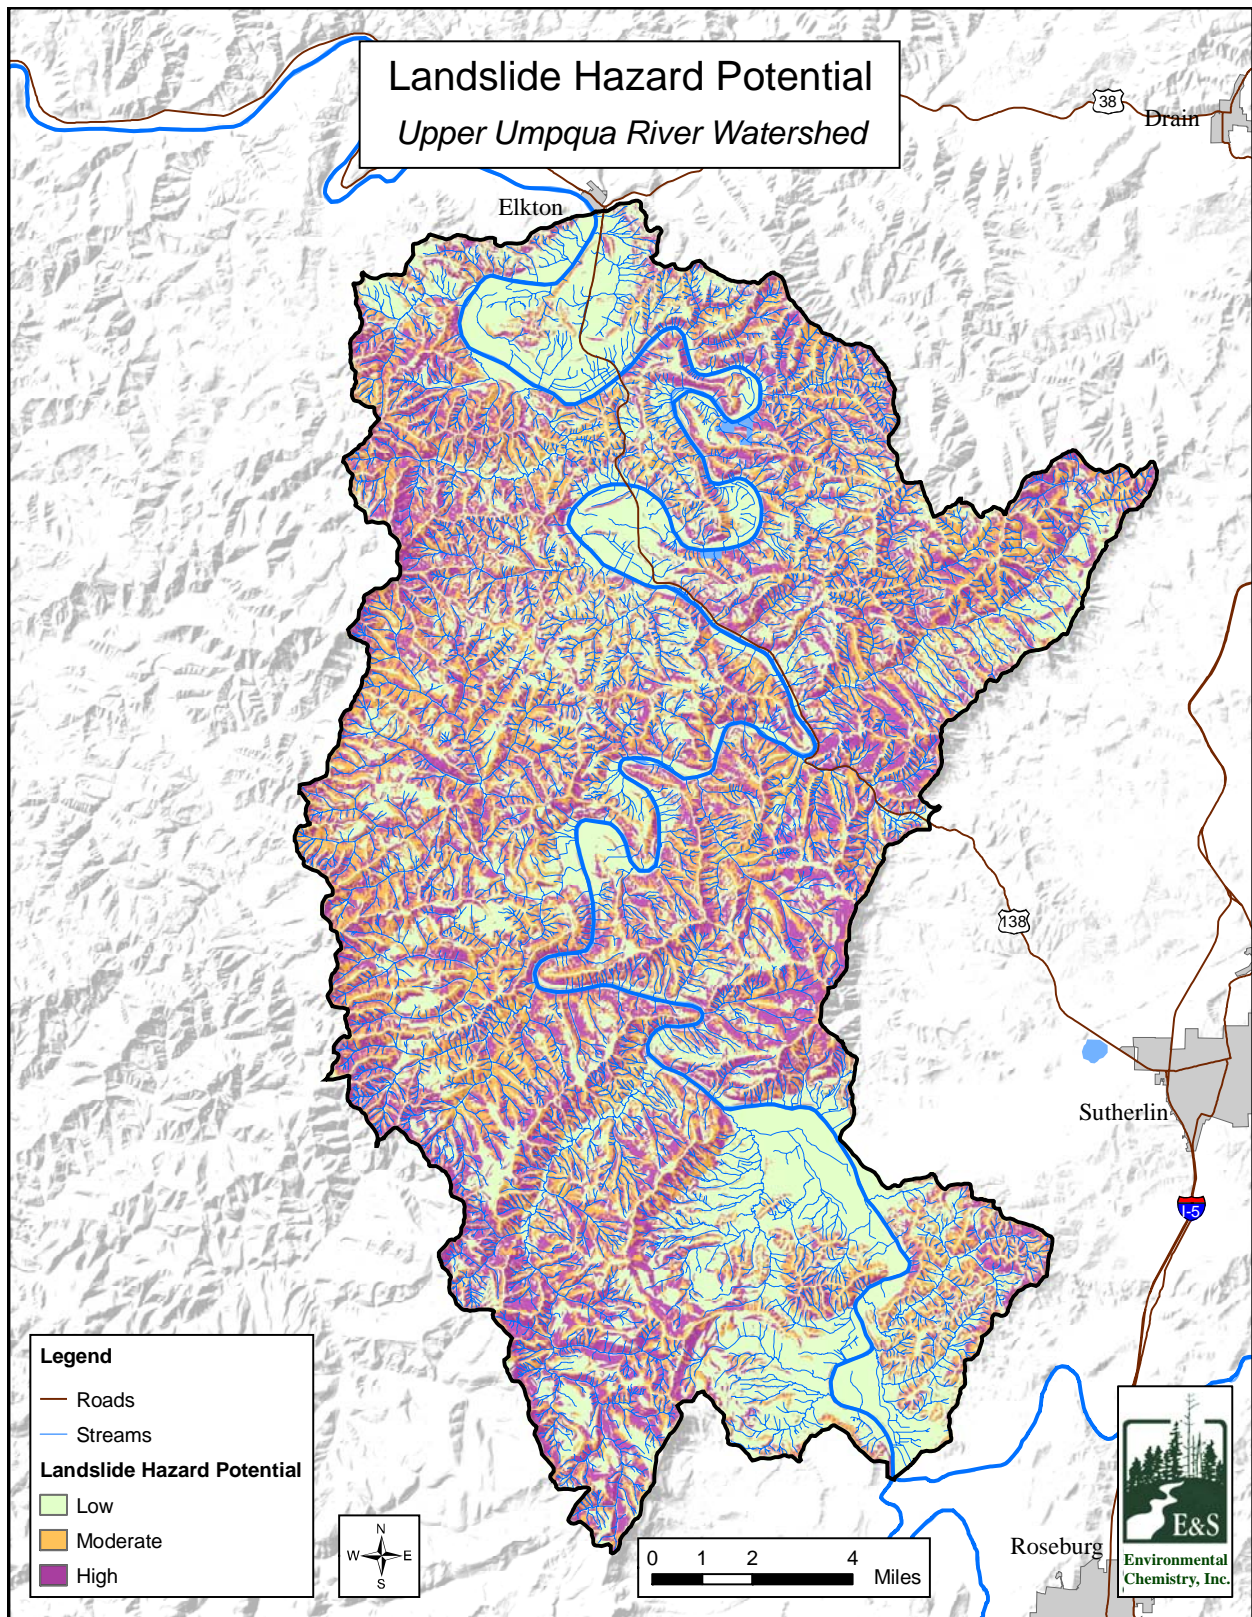 Landslide Hazard Potential
Upper Umpqua River Watershed
38
Drain
Elkton
138
Sutherlin
I-5
Legend
Roads
Streams
Landslide Hazard Potential
Low
Moderate
High
N
W E
S
0 1 2 4
Miles
Roseburg
E&S
Environmental
Chemistry, Inc.